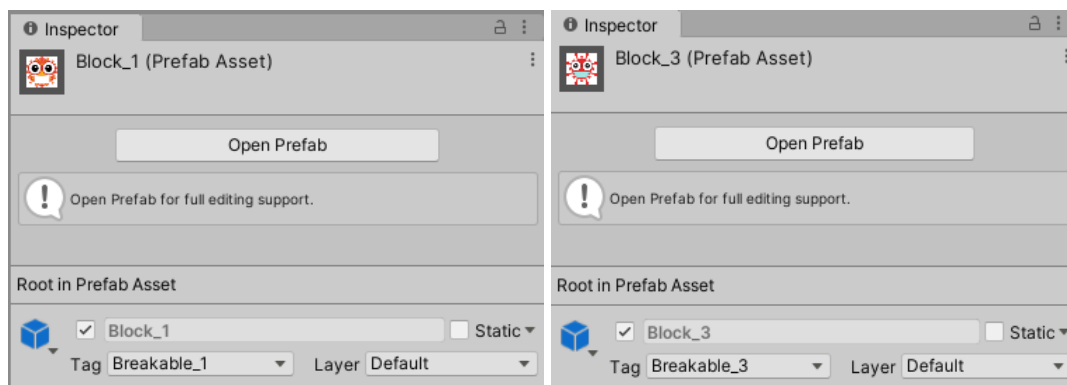 Inspector
Block_1 (Prefab Asset)
Open Prefab
Open Prefab for full editing support.
Root in Prefab Asset
Block_1
Static
Tag Breakable_1 Layer Default
Inspector
Block_3 (Prefab Asset)
Open Prefab
Open Prefab for full editing support.
Root in Prefab Asset
Block_3
Static
Tag Breakable_3 Layer Default